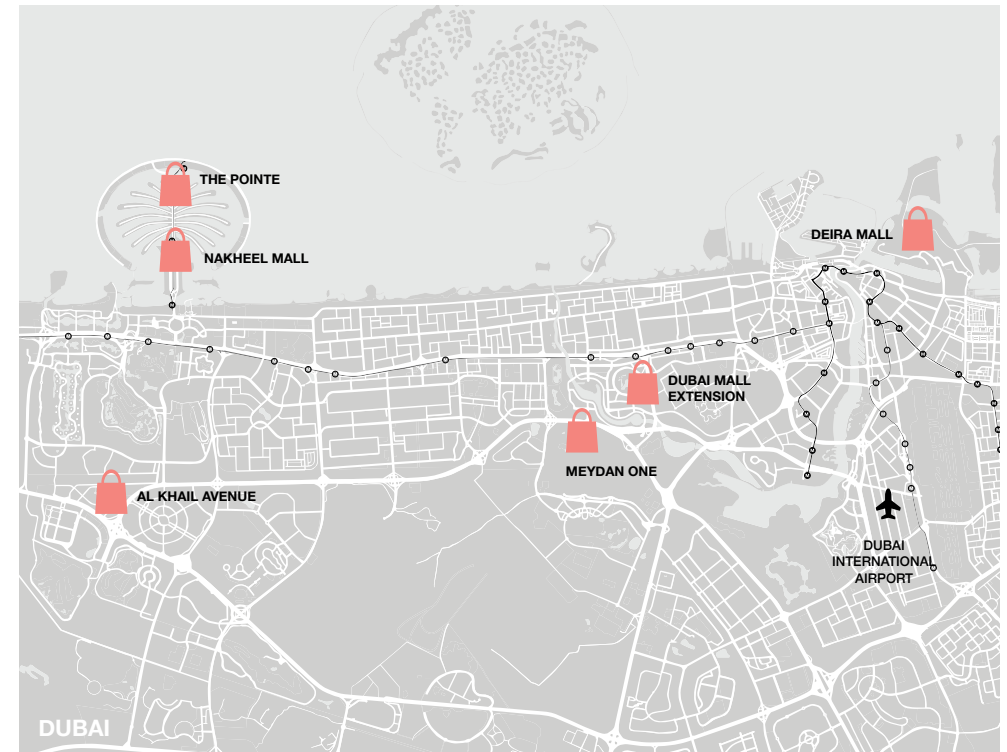 THE POINTE
DEIRA MALL
NAKHEEL MALL
DUBAI MALL
EXTENSION
MEYDAN ONE
AL KHAIL AVENUE
DUBAI
INTERNATIONAL
AIRPORT
DUBAI